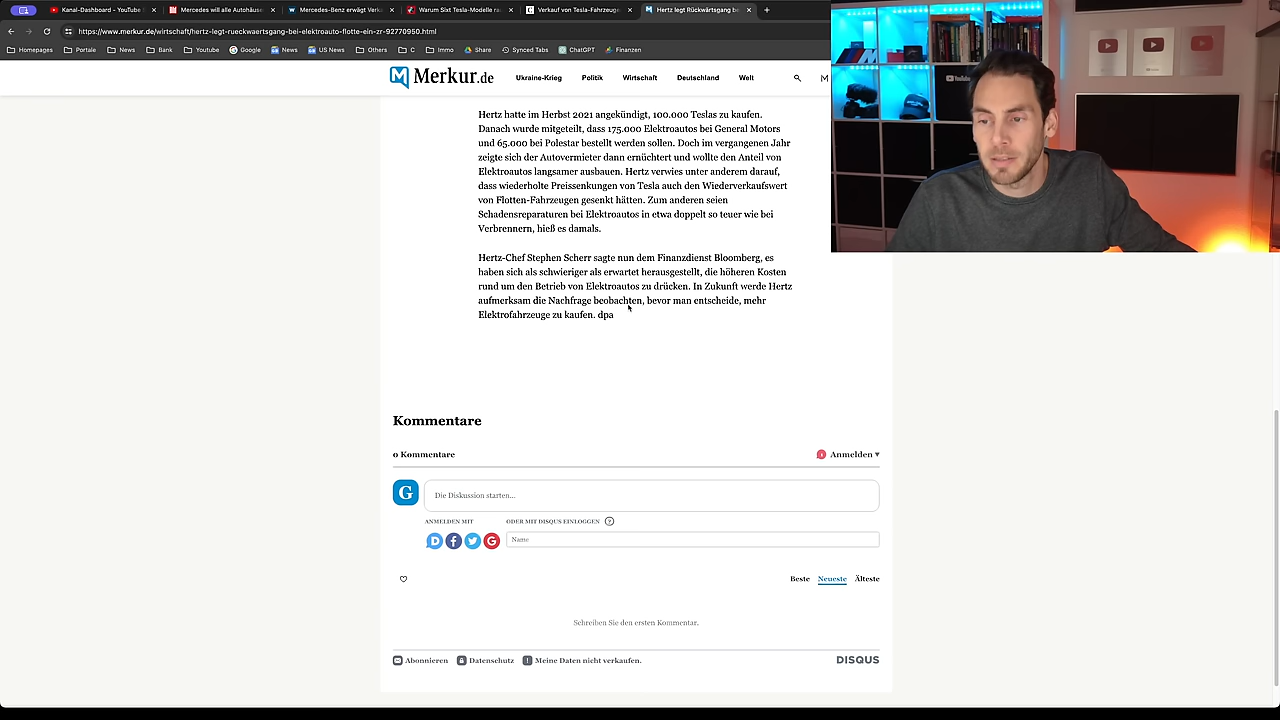 Kanal-Dashboard - YouTube
Mercedes will alle Autohäuse
Mercedes-Benz erwägt Verk
Warum Sixt Tesla-Modelle ra
Verkauf von Tesla-Fahrzeuge
Hertz legt Rückwärtsgang be
https://www.merkur.de/wirtschaft/hertz-legt-rueckwaertsgang-bei-elektroauto-flotte-ein-zr-92770950.html
Homepages
Portale
News
Bank
Youtube
Google
News
US News
Others
C
Immo
Share
Synced Tabs
ChatGPT
Finanzen
Merkur.de
Ukraine-Krieg
Politik
Wirtschaft
Deutschland
Welt
Hertz hatte im Herbst 2021 angekündigt, 100.000 Teslas zu kaufen.
Danach wurde mitgeteilt, dass 175.000 Elektroautos bei General Motors
und 65.000 bei Polestar bestellt werden sollen. Doch im vergangenen Jahr
zeigte sich der Autovermieter dann ernüchtert und wollte den Anteil von
Elektroautos langsamer ausbauen. Hertz verwies unter anderem darauf,
dass wiederholte Preissenkungen von Tesla auch den Wiederverkaufswert
von Flotten-Fahrzeugen gesenkt hätten. Zum anderen seien
Schadensreparaturen bei Elektroautos in etwa doppelt so teuer wie bei
Verbrennern, hieß es damals.
Hertz-Chef Stephen Scherr sagte nun dem Finanzdienst Bloomberg, es
haben sich als schwieriger als erwartet herausgestellt, die höheren Kosten
rund um den Betrieb von Elektroautos zu drücken. In Zukunft werde Hertz
aufmerksam die Nachfrage beobachten, bevor man entscheide, mehr
Elektrofahrzeuge zu kaufen. dpa
Kommentare
0 Kommentare
Anmelden
G
Die Diskussion starten...
ANMELDEN MIT
ODER MIT DISQUS EINLOGGEN ?
Name
Beste
Neueste
Älteste
Schreiben Sie den ersten Kommentar.
Abonnieren
Datenschutz
Meine Daten nicht verkaufen.
DISQUS
YouTube